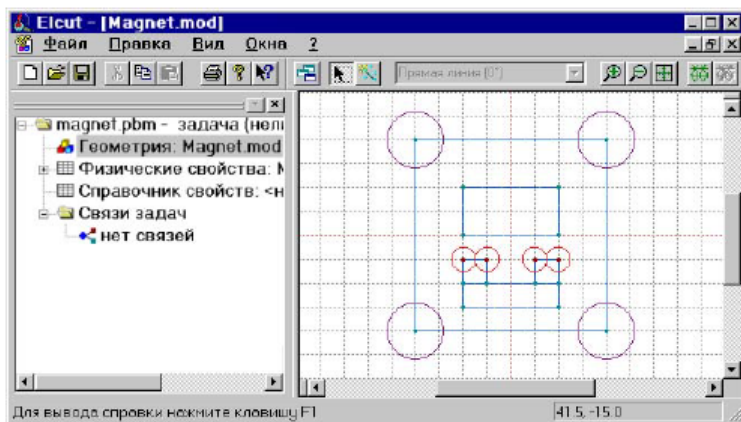 Elcut - [Magnet.mod]
Файл Правка Вид Окна ?
Прямая линия (0°)
magnet.pbm - задача (нели
Геометрия: Magnet.mod
Физические свойства: М
Справочник свойств: <н
Связи задач
нет связей
Для вывода справки нажмите клавишу F1
41.5, -15.0